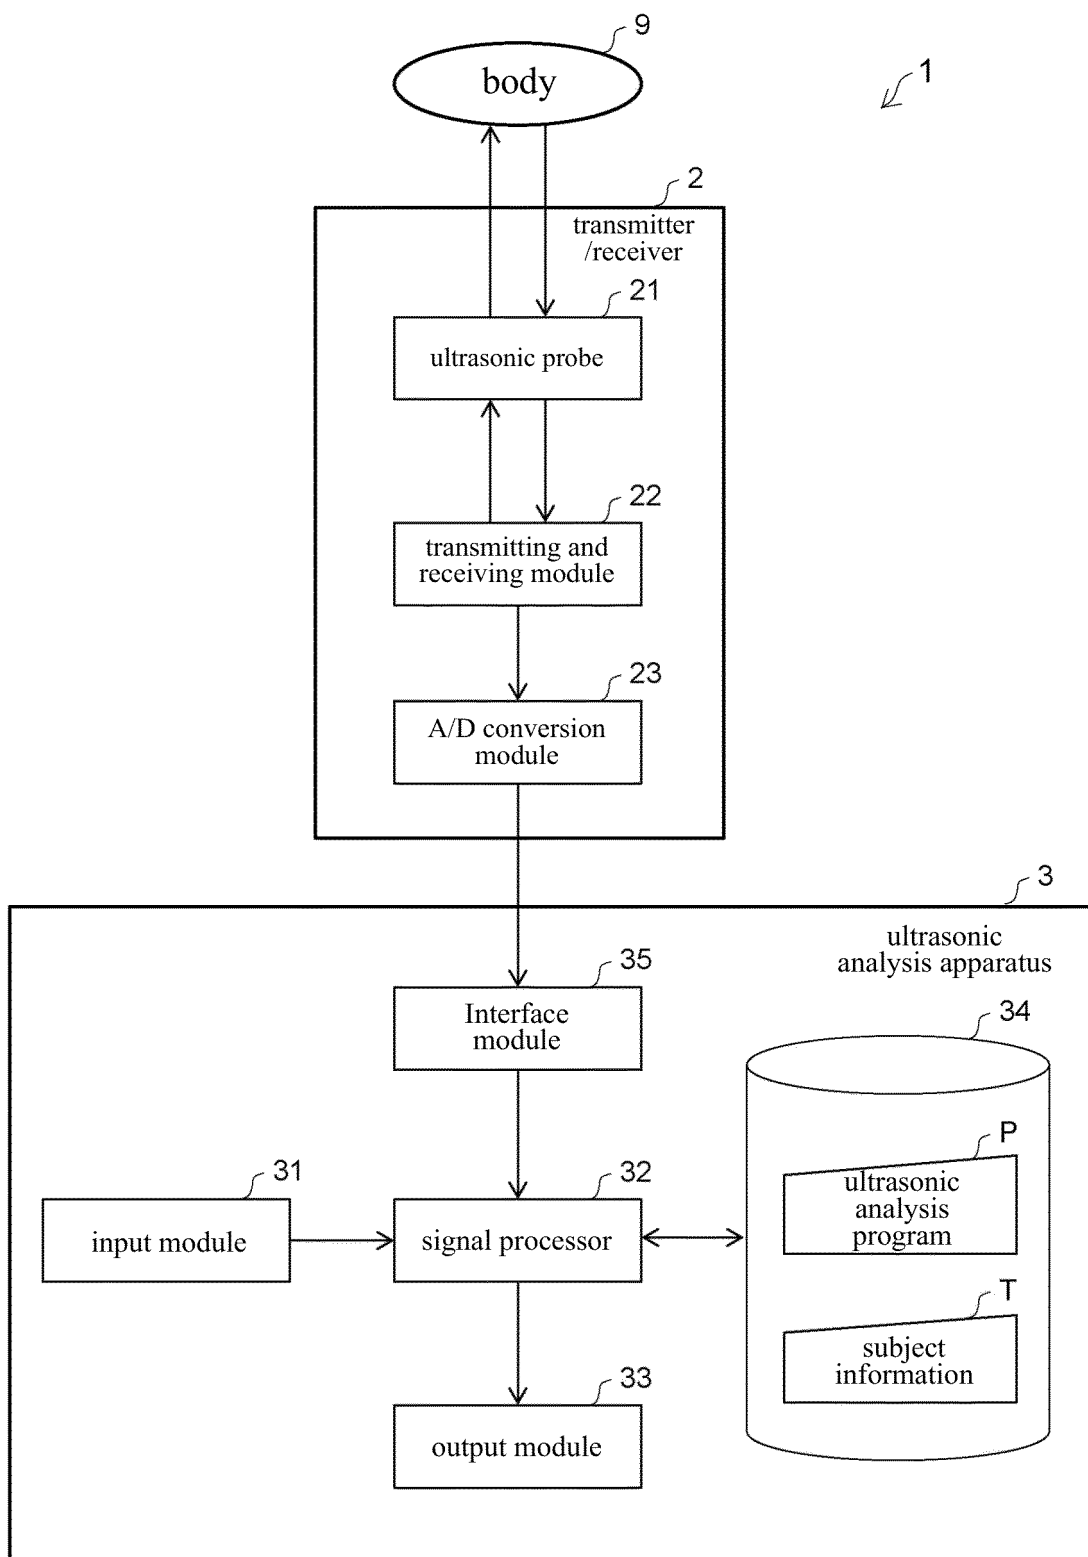 9
body
1
2
transmitter
/receiver
21
ultrasonic probe
22
transmitting and
receiving module
23
A/D conversion
module
3
ultrasonic
analysis apparatus
35
Interface
module
34
P
ultrasonic
analysis
program
31
input module
32
signal processor
T
subject
information
33
output module